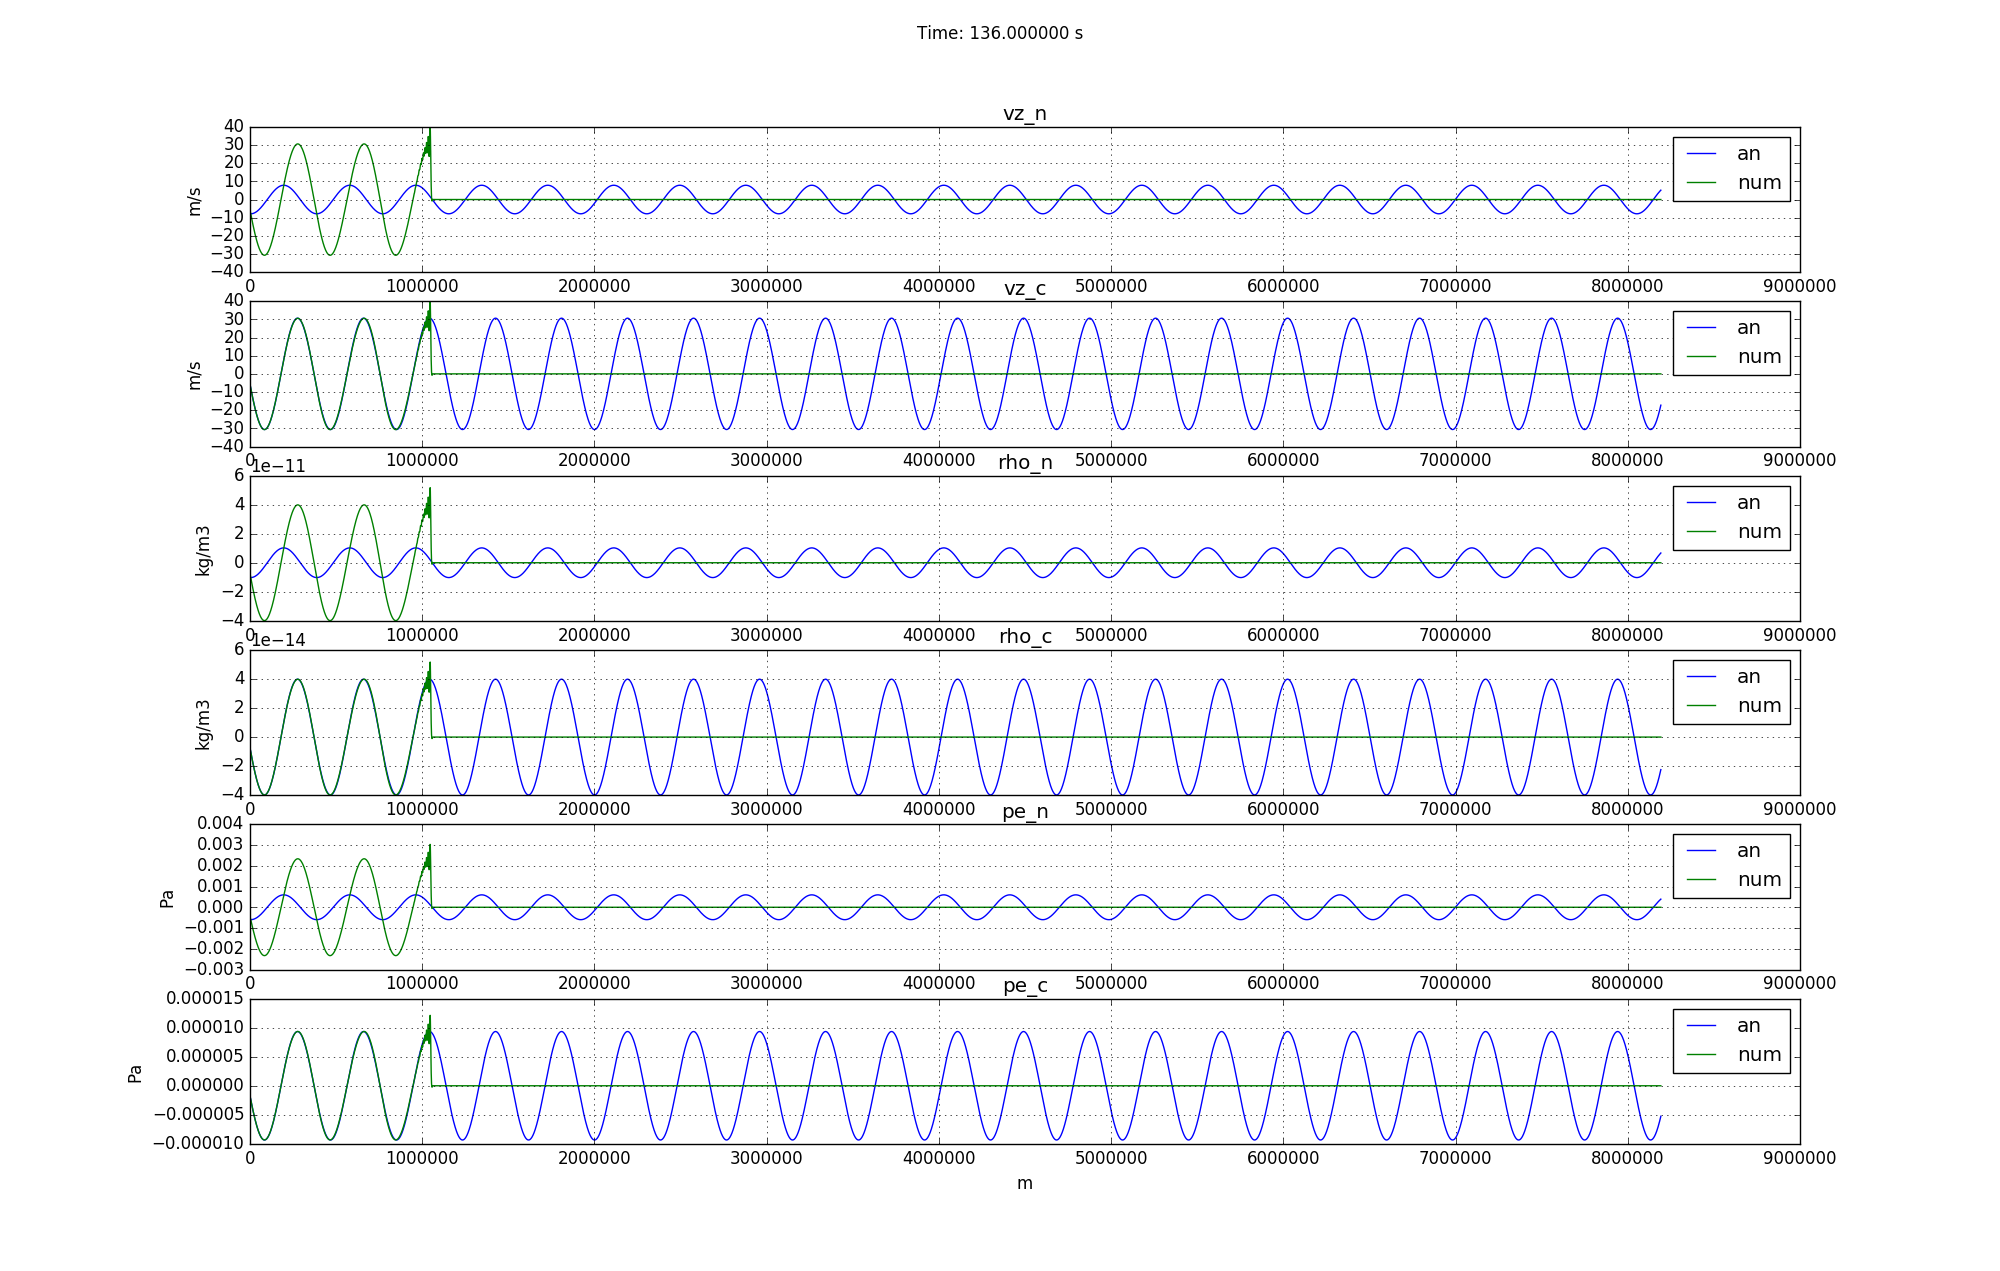 Time: 136.000000 s
vz_n
40
30
20
10
0
−10
−20
−30
−40
m/s
an
num
0 1000000 2000000 3000000 4000000 5000000 6000000 7000000 8000000 9000000
vz_c
40
30
20
10
0
−10
−20
−30
−40
m/s
an
num
0 1000000 2000000 3000000 4000000 5000000 6000000 7000000 8000000 9000000
1e−11
rho_n
6
4
2
0
−2
−4
kg/m3
an
num
0 1000000 2000000 3000000 4000000 5000000 6000000 7000000 8000000 9000000
1e−14
rho_c
6
4
2
0
−2
−4
kg/m3
an
num
0 1000000 2000000 3000000 4000000 5000000 6000000 7000000 8000000 9000000
pe_n
0.004
0.003
0.002
0.001
0.000
−0.001
−0.002
−0.003
Pa
an
num
0 1000000 2000000 3000000 4000000 5000000 6000000 7000000 8000000 9000000
pe_c
0.000015
0.000010
0.000005
0.000000
−0.000005
−0.000010
Pa
an
num
0 1000000 2000000 3000000 4000000 5000000 6000000 7000000 8000000 9000000
m